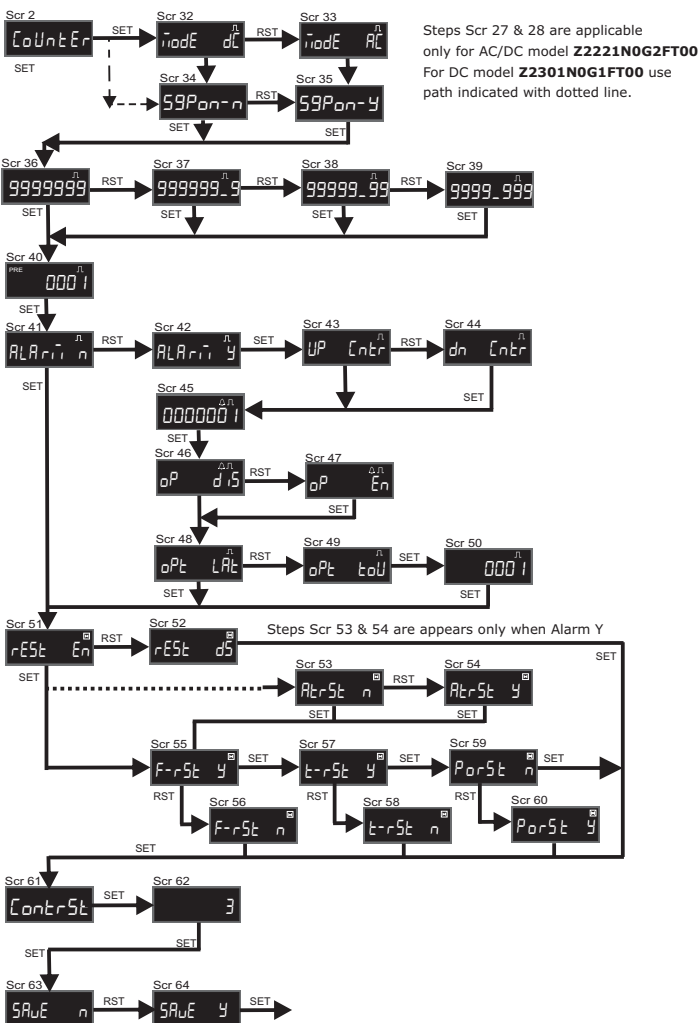 Scr 2
CoUntEr
SET
SET
Scr 32
modE dC
RST
Scr 33
modE AC
Steps Scr 27 & 28 are applicable
only for AC/DC model Z2221N0G2FT00
For DC model Z2301N0G1FT00 use
path indicated with dotted line.
Scr 34
SgPon-n
RST
Scr 35
SgPon-Y
SET
SET
Scr 36
9999999
RST
Scr 37
999999_9
RST
Scr 38
99999_99
RST
Scr 39
9999_999
SET
SET
SET
SET
Scr 40
PRE
0001
SET
Scr 41
ALArm n
RST
Scr 42
ALArm y
SET
Scr 43
UP Cntr
RST
Scr 44
dn Cntr
SET
SET
Scr 45
0000001
SET
Scr 46
oP diS
RST
Scr 47
oP En
SET
Scr 48
oPt LAt
RST
Scr 49
oPt toU
SET
Scr 50
0001
SET
SET
Scr 51
rESt En
RST
Scr 52
rESt dS
Steps Scr 53 & 54 are appears only when Alarm Y
SET
SET
Scr 53
AtrSt n
RST
Scr 54
AtrSt y
SET
SET
Scr 55
F-rSt y
SET
Scr 57
t-rSt y
SET
Scr 59
PorSt n
SET
RST
Scr 56
F-rSt n
RST
Scr 58
t-rSt n
RST
Scr 60
PorSt y
SET
Scr 61
ContrSt
SET
Scr 62
3
SET
SET
Scr 63
SAvE n
RST
Scr 64
SAvE y
SET